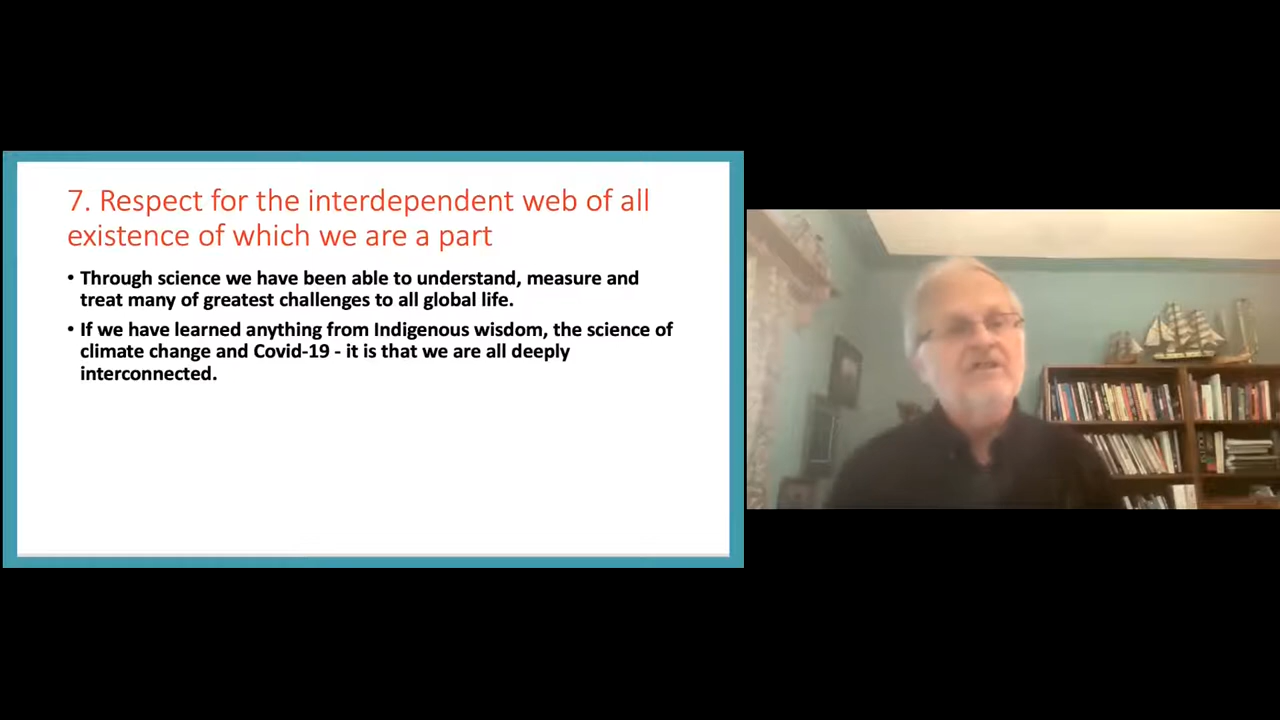 7. Respect for the interdependent web of all
existence of which we are a part
• Through science we have been able to understand, measure and
treat many of greatest challenges to all global life.
• If we have learned anything from Indigenous wisdom, the science of
climate change and Covid-19 - it is that we are all deeply
interconnected.